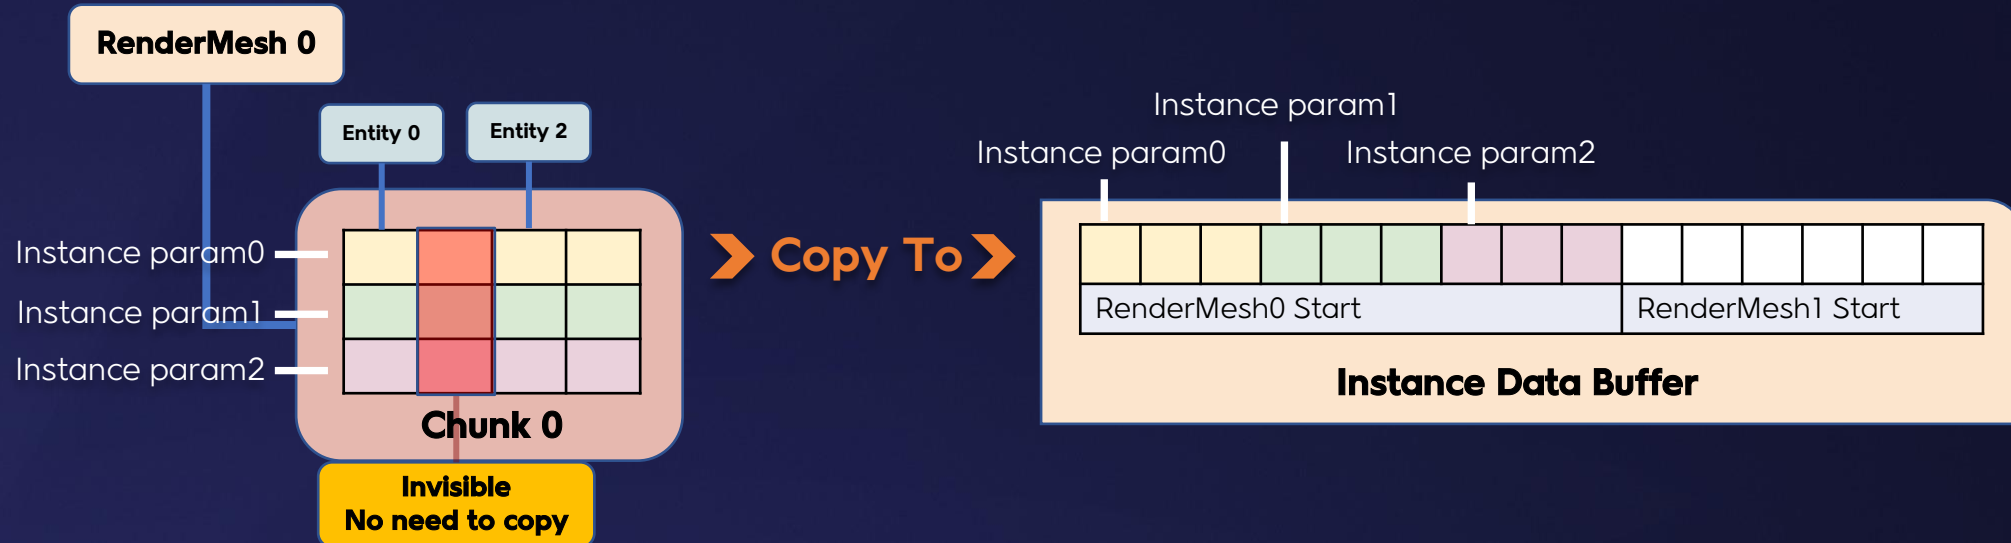 RenderMesh 0
Entity 0
Entity 2
Instance param0
Instance param1
Instance param2
Chunk 0
Invisible
No need to copy
Copy To
Instance param1
Instance param0
Instance param2
RenderMesh0 Start
RenderMesh1 Start
Instance Data Buffer